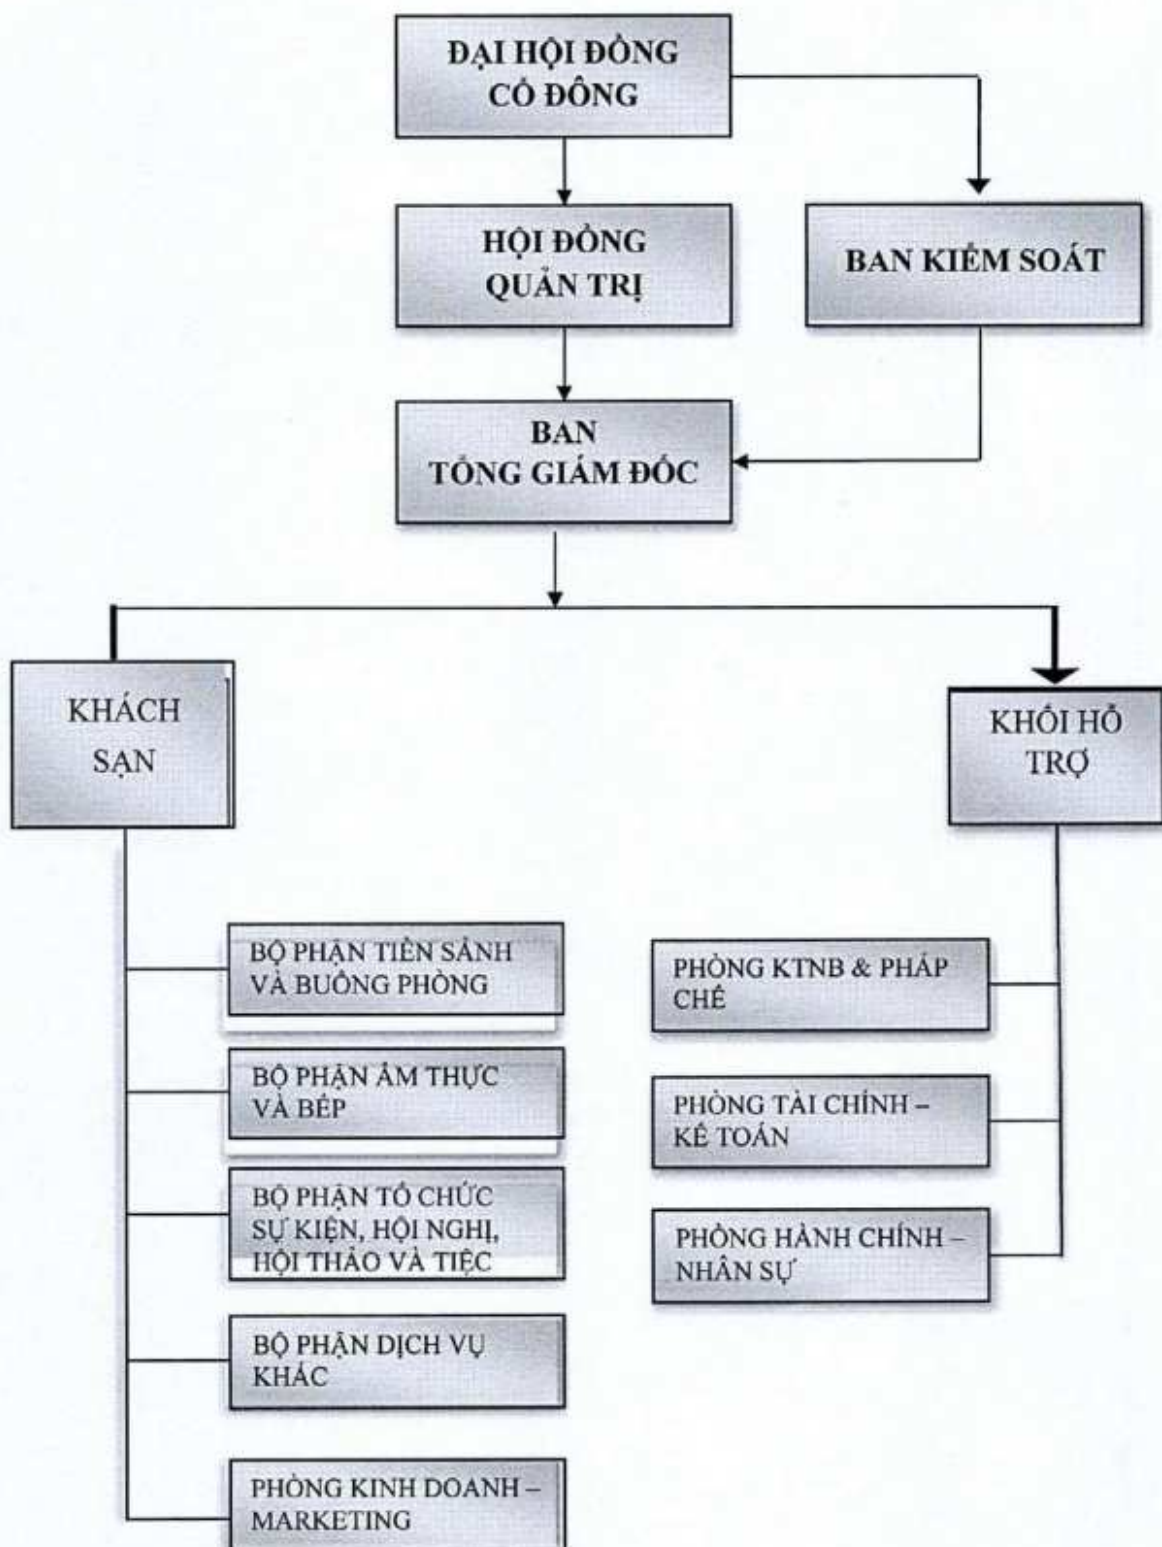 ĐẠI HỘI ĐỒNG
CỔ ĐÔNG
HỘI ĐỒNG
QUẢN TRỊ
BAN KIỂM SOÁT
BAN
TỔNG GIÁM ĐỐC
KHÁCH
SẠN
KHỐI HỖ
TRỢ
BỘ PHẬN TIỀN SẢNH
VÀ BUỒNG PHÒNG
BỘ PHẬN ẨM THỰC
VÀ BẾP
BỘ PHẬN TỔ CHỨC
SỰ KIỆN, HỘI NGHỊ,
HỘI THẢO VÀ TIỆC
BỘ PHẬN DỊCH VỤ
KHÁC
PHÒNG KINH DOANH –
MARKETING
PHÒNG KTNB & PHÁP
CHẾ
PHÒNG TÀI CHÍNH –
KẾ TOÁN
PHÒNG HÀNH CHÍNH –
NHÂN SỰ